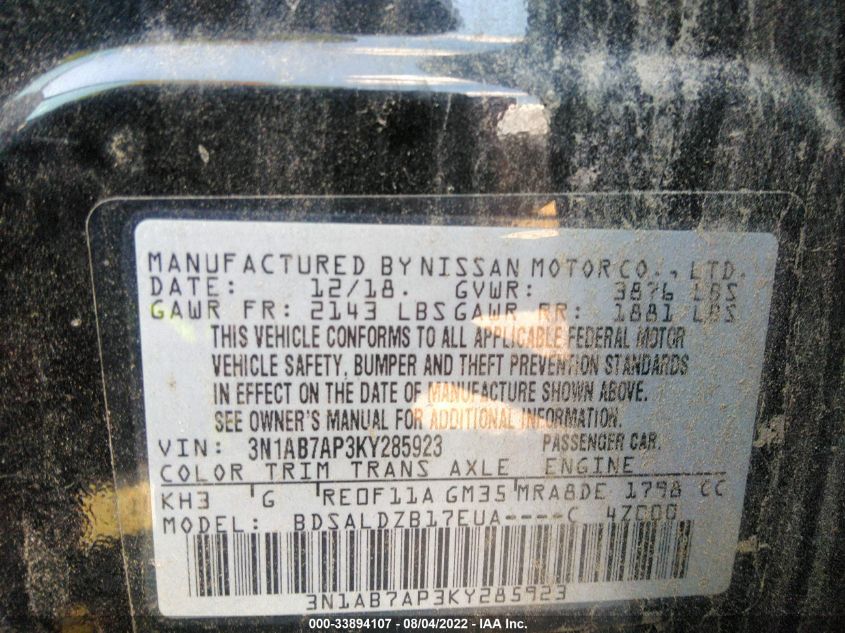 MANUFACTURED BY NISSAN MOTOR CO., LTD.
DATE: 12/18. GVWR: 3876 LBS
GAWR FR: 2143 LBS GAWR RR: 1881 LBS
THIS VEHICLE CONFORMS TO ALL APPLICABLE FEDERAL MOTOR
VEHICLE SAFETY, BUMPER AND THEFT PREVENTION STANDARDS
IN EFFECT ON THE DATE OF MANUFACTURE SHOWN ABOVE.
SEE OWNER'S MANUAL FOR ADDITIONAL INFORMATION.
VIN: 3N1AB7AP3KY285923 PASSENGER CAR.
COLOR TRIM TRANS AXLE ENGINE
KH3 G RE0F11A GM35 MRA8DE 1798 CC
MODEL: BDSALDZB17EUA----C 4Z000
3N1AB7AP3KY285923
000-33894107 - 08/04/2022 - IAA Inc.